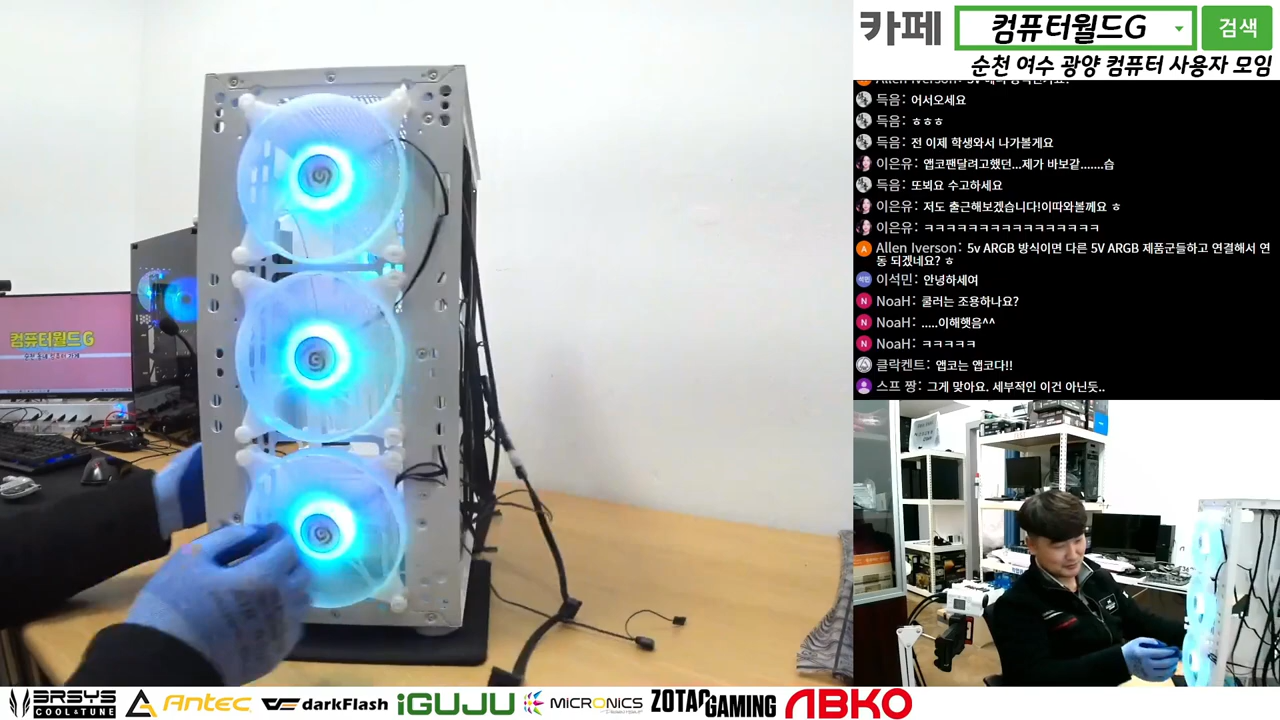 카페
컴퓨터월드G
검색
순천 여수 광양 컴퓨터 사용자 모임
Allen Iverson:
득음: 어서오세요
득음: ㅎㅎㅎ
득음: 전 이제 학생와서 나가볼게요
이은유: 앱코팬달려고했던...제가 바보같.......습
득음: 또뵈요 수고하세요
이은유: 저도 출근해보겠습니다!이따와볼께요 ㅎ
이은유: ㅋㅋㅋㅋㅋㅋㅋㅋㅋㅋㅋㅋㅋㅋㅋㅋ
A Allen Iverson: 5v ARGB 방식이면 다른 5V ARGB 제품군들하고 연결해서 연
동 되겠네요? ㅎ
석민 이석민: 안녕하세여
N NoaH: 쿨러는 조용하나요?
N NoaH: .....이해햇음^^
N NoaH: ㅋㅋㅋㅋㅋ
클락켄트: 앱코는 앱코다!!
스프 짱: 그게 맞아요. 세부적인 이건 아닌듯..
컴퓨터월드G
3RSYS
COOL&TUNE
Antec
darkFlash
iGUJU
MICRONICS
ZOTAC GAMING
ABKO